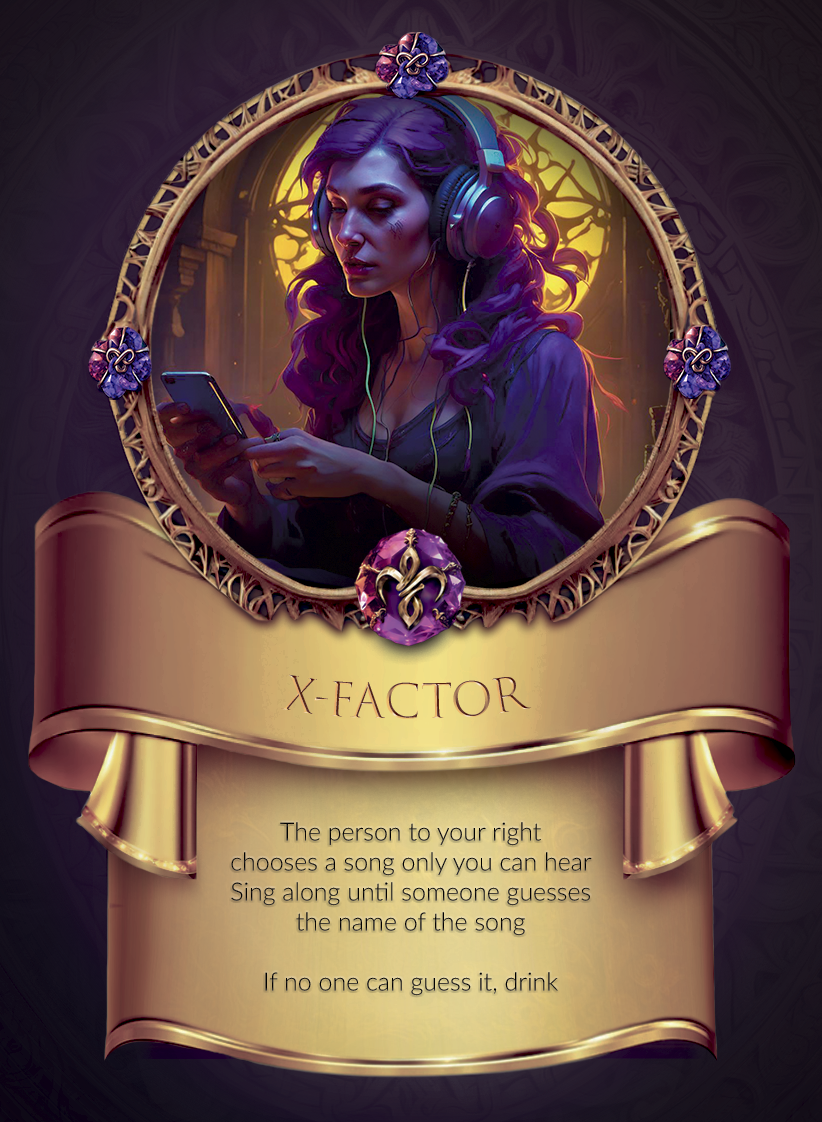 X-FACTOR
The person to your right
chooses a song only you can hear
Sing along until someone guesses
the name of the song
If no one can guess it, drink